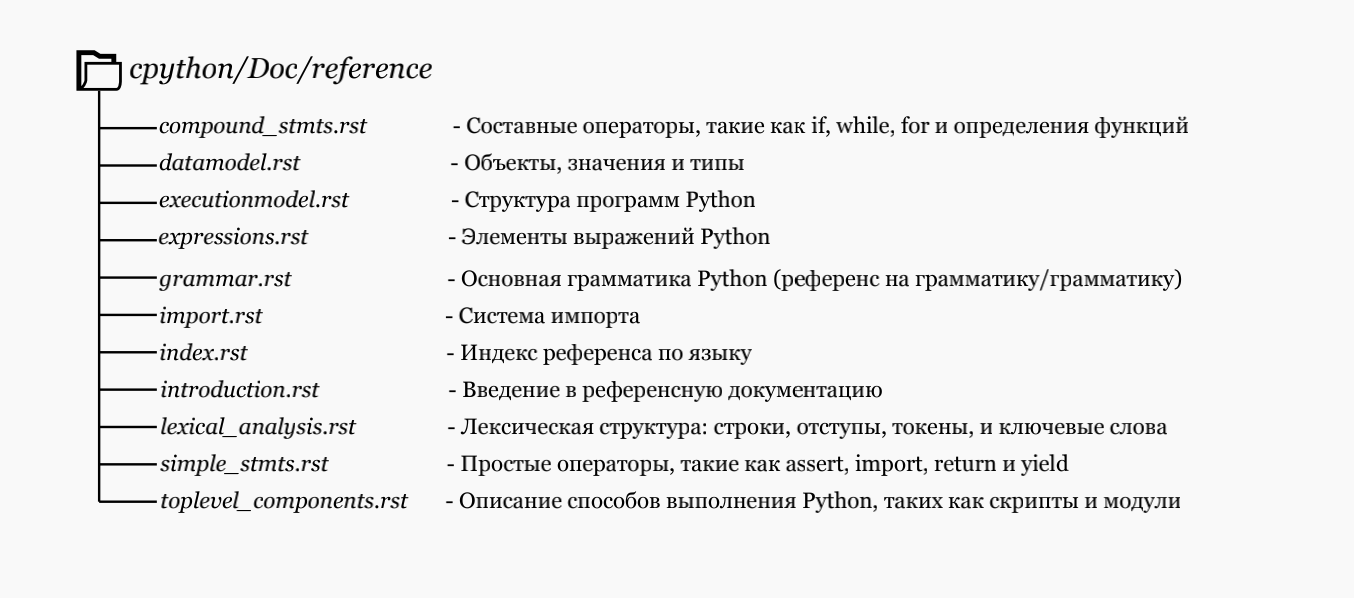 cpython/Doc/reference
compound_stmts.rst - Составные операторы, такие как if, while, for и определения функций
datamodel.rst - Объекты, значения и типы
executionmodel.rst - Структура программ Python
expressions.rst - Элементы выражений Python
grammar.rst - Основная грамматика Python (референс на грамматику/грамматику)
import.rst - Система импорта
index.rst - Индекс референса по языку
introduction.rst - Введение в референсную документацию
lexical_analysis.rst - Лексическая структура: строки, отступы, токены, и ключевые слова
simple_stmts.rst - Простые операторы, такие как assert, import, return и yield
toplevel_components.rst - Описание способов выполнения Python, таких как скрипты и модули